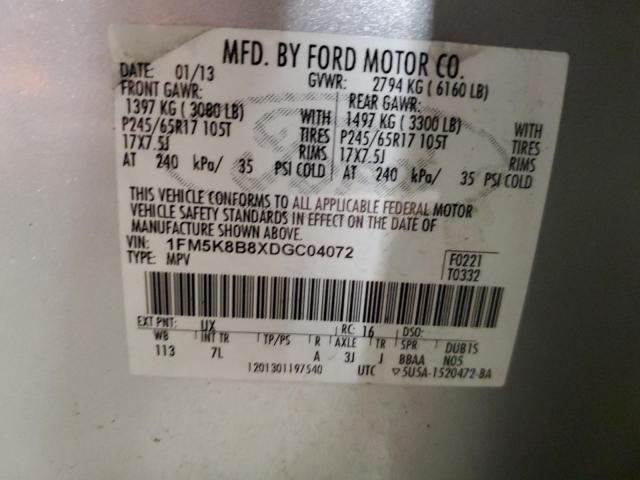 MFD. BY FORD MOTOR CO.
DATE: 01/13 GVWR: 2794 KG ( 6160 LB)
FRONT GAWR: REAR GAWR:
1397 KG ( 3080 LB) WITH 1497 KG ( 3300 LB) WITH
P245/65R17 105T TIRES P245/65R17 105T TIRES
17X7.5J RIMS 17X7.5J RIMS
AT 240 kPa/ 35 PSI COLD AT 240 kPa/ 35 PSI COLD
THIS VEHICLE CONFORMS TO ALL APPLICABLE FEDERAL MOTOR
VEHICLE SAFETY STANDARDS IN EFFECT ON THE DATE OF
MANUFACTURE SHOWN ABOVE.
VIN: 1FM5K8B8XDGC04072 F0221
TYPE: MPV T0332
EXT PNT: UX RC: 16 DSO:
WB INT TR TP/PS R AXLE TR SPR DUB1S
113 7L A 3J J BBAA N05
1201301197540 UTC ▽5U5A-1520472-BA